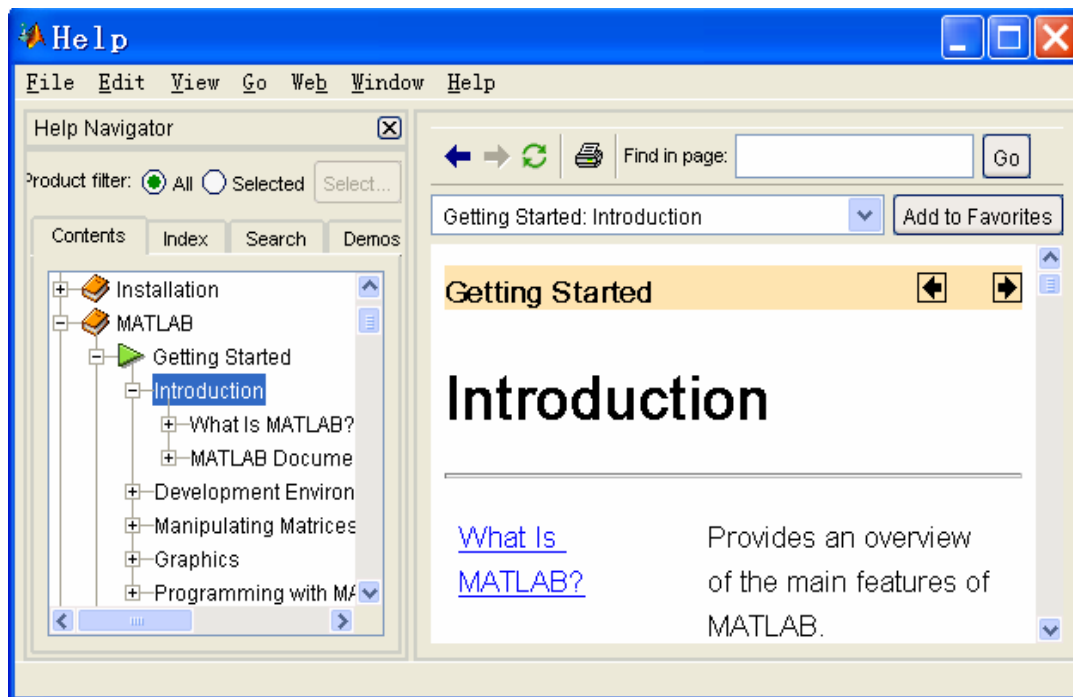 Help
File Edit View Go Web Window Help
Help Navigator
Product filter: All Selected Select...
Contents Index Search Demos
Installation
MATLAB
Getting Started
Introduction
What Is MATLAB?
MATLAB Docume
Development Environ
Manipulating Matrices
Graphics
Programming with MA
Find in page: Go
Getting Started: Introduction Add to Favorites
Getting Started
Introduction
What Is
MATLAB?
Provides an overview
of the main features of
MATLAB.